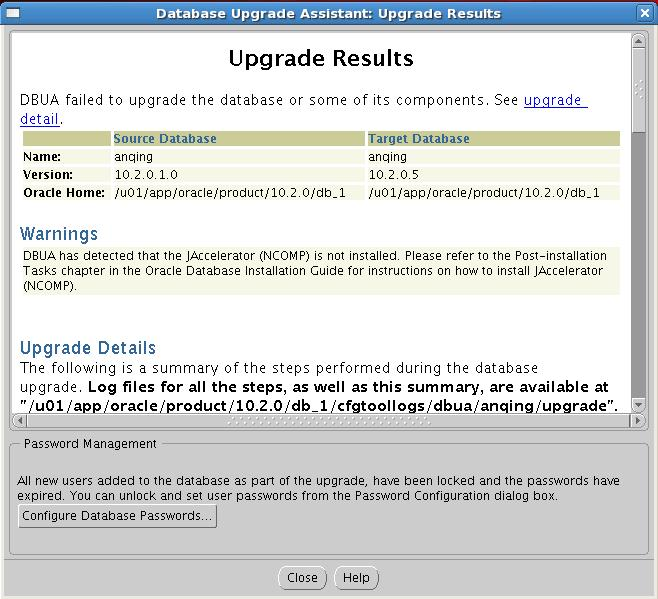 Database Upgrade Assistant: Upgrade Results
Upgrade Results
DBUA failed to upgrade the database or some of its components. See upgrade
detail.
Source Database Target Database
Name: anqing anqing
Version: 10.2.0.1.0 10.2.0.5
Oracle Home: /u01/app/oracle/product/10.2.0/db_1 /u01/app/oracle/product/10.2.0/db_1
Warnings
DBUA has detected that the JAccelerator (NCOMP) is not installed. Please refer to the Post-installation
Tasks chapter in the Oracle Database Installation Guide for instructions on how to install JAccelerator
(NCOMP).
Upgrade Details
The following is a summary of the steps performed during the database
upgrade. Log files for all the steps, as well as this summary, are available at
"/u01/app/oracle/product/10.2.0/db_1/cfgtoollogs/dbua/anqing/upgrade".
Password Management
All new users added to the database as part of the upgrade, have been locked and the passwords have
expired. You can unlock and set user passwords from the Password Configuration dialog box.
Configure Database Passwords...
Close Help